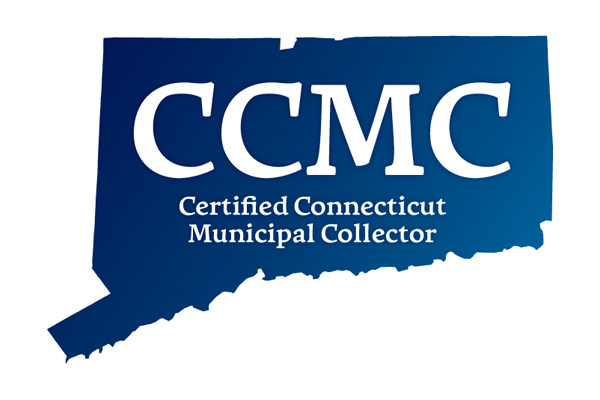 CCMC
Certified Connecticut
Municipal Collector